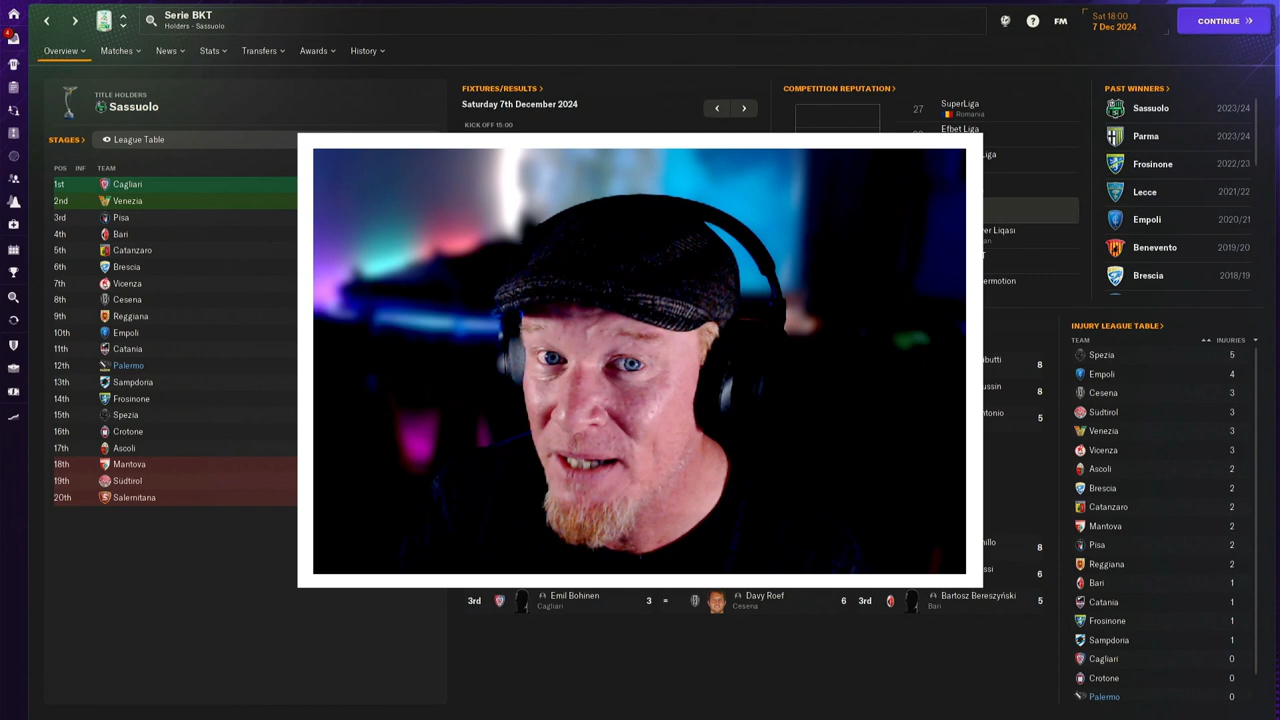 Serie BKT
Holders - Sassuolo
FM
Sat 18:00
7 Dec 2024
CONTINUE
4
Overview
Matches
News
Stats
Transfers
Awards
History
TITLE HOLDERS
Sassuolo
STAGES >
League Table
POS INF TEAM
1st Cagliari
2nd Venezia
3rd Pisa
4th Bari
5th Catanzaro
6th Brescia
7th Vicenza
8th Cesena
9th Reggiana
10th Empoli
11th Catania
12th Palermo
13th Sampdoria
14th Frosinone
15th Spezia
16th Crotone
17th Ascoli
18th Mantova
19th Südtirol
20th Salernitana
FIXTURES/RESULTS >
Saturday 7th December 2024
KICK OFF 15:00
COMPETITION REPUTATION >
27 SuperLiga
Romania
Efbet Liga
8
8
5
8
6
3rd Emil Bohinen 3 =
Cagliari
Davy Roef 6
Cesena
3rd Bartosz Bereszyński 5
Bari
PAST WINNERS >
Sassuolo 2023/24
Parma 2023/24
Frosinone 2022/23
Lecce 2021/22
Empoli 2020/21
Benevento 2019/20
Brescia 2018/19
INJURY LEAGUE TABLE >
TEAM INJURIES
Spezia 5
Empoli 4
Cesena 3
Südtirol 3
Venezia 3
Vicenza 3
Ascoli 2
Brescia 2
Catanzaro 2
Mantova 2
Pisa 2
Reggiana 2
Bari 1
Catania 1
Frosinone 1
Sampdoria 1
Cagliari 0
Crotone 0
Palermo 0